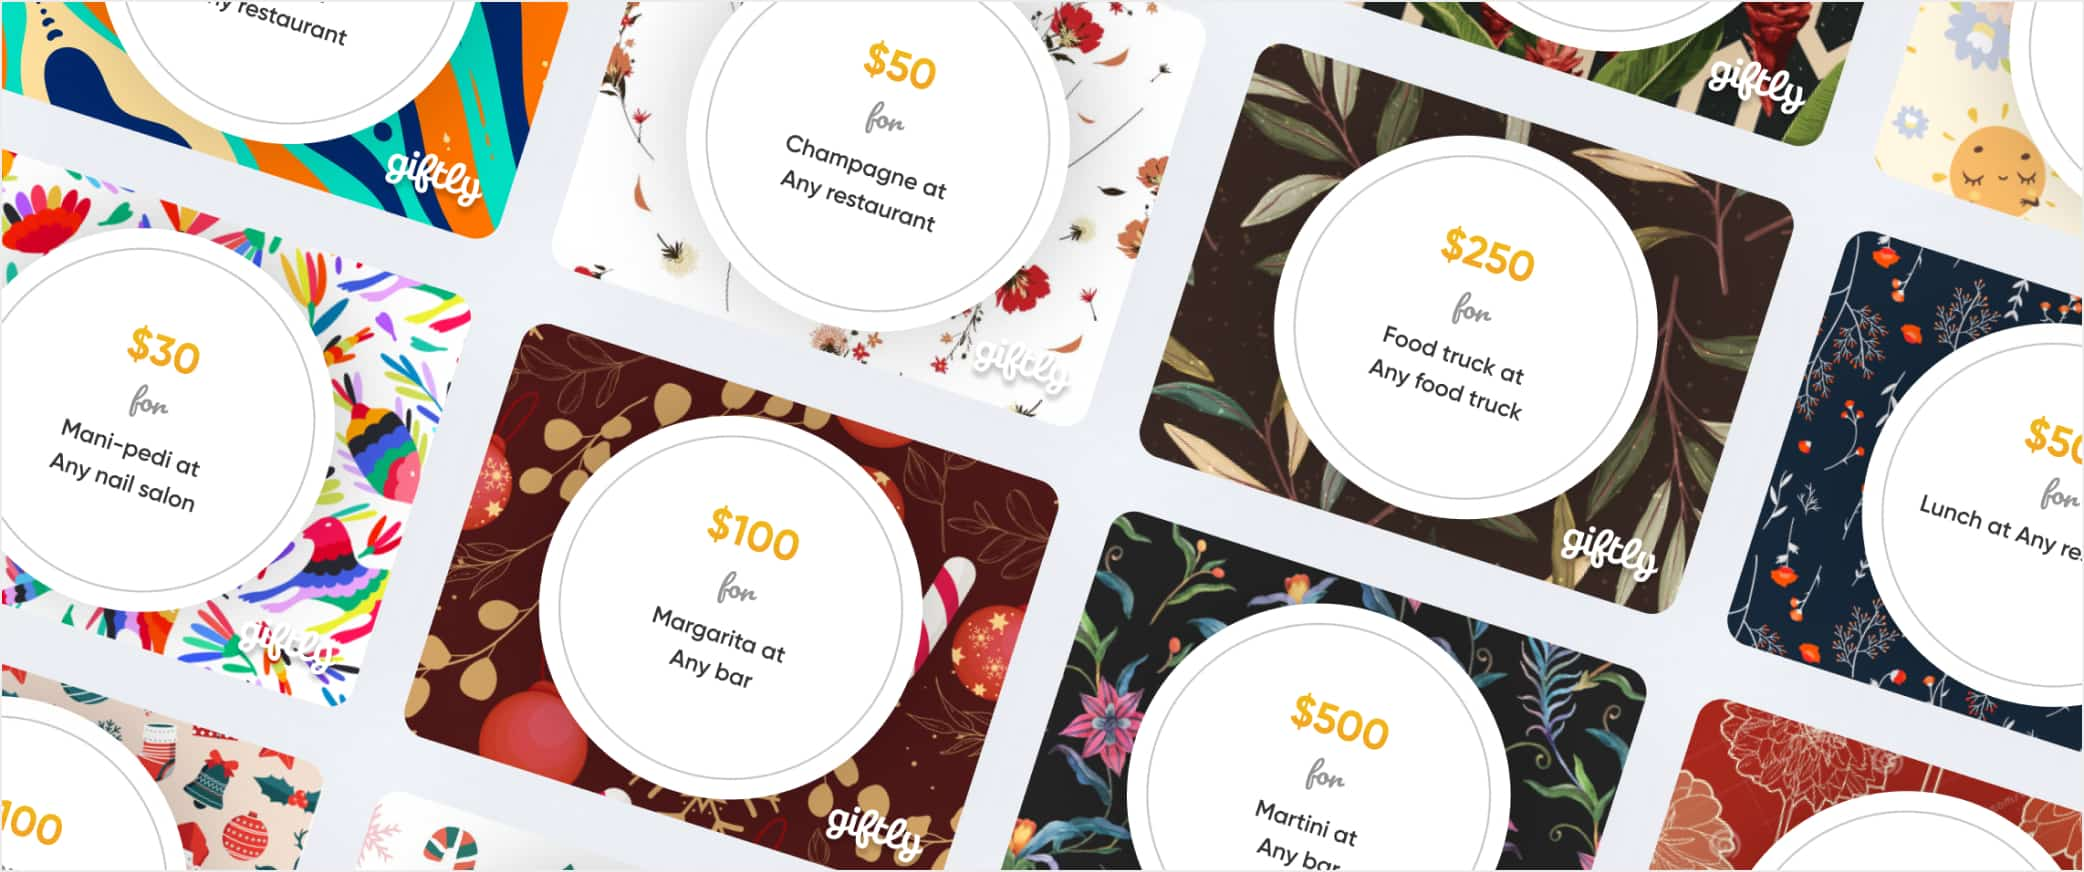 ny restaurant
giftly
$50
for
Champagne at
Any restaurant
giftly
giftly
$30
for
Mani-pedi at
Any nail salon
giftly
$250
for
Food truck at
Any food truck
giftly
$100
for
Margarita at
Any bar
giftly
$50
for
Lunch at Any re
$500
for
Martini at
Any bar
100